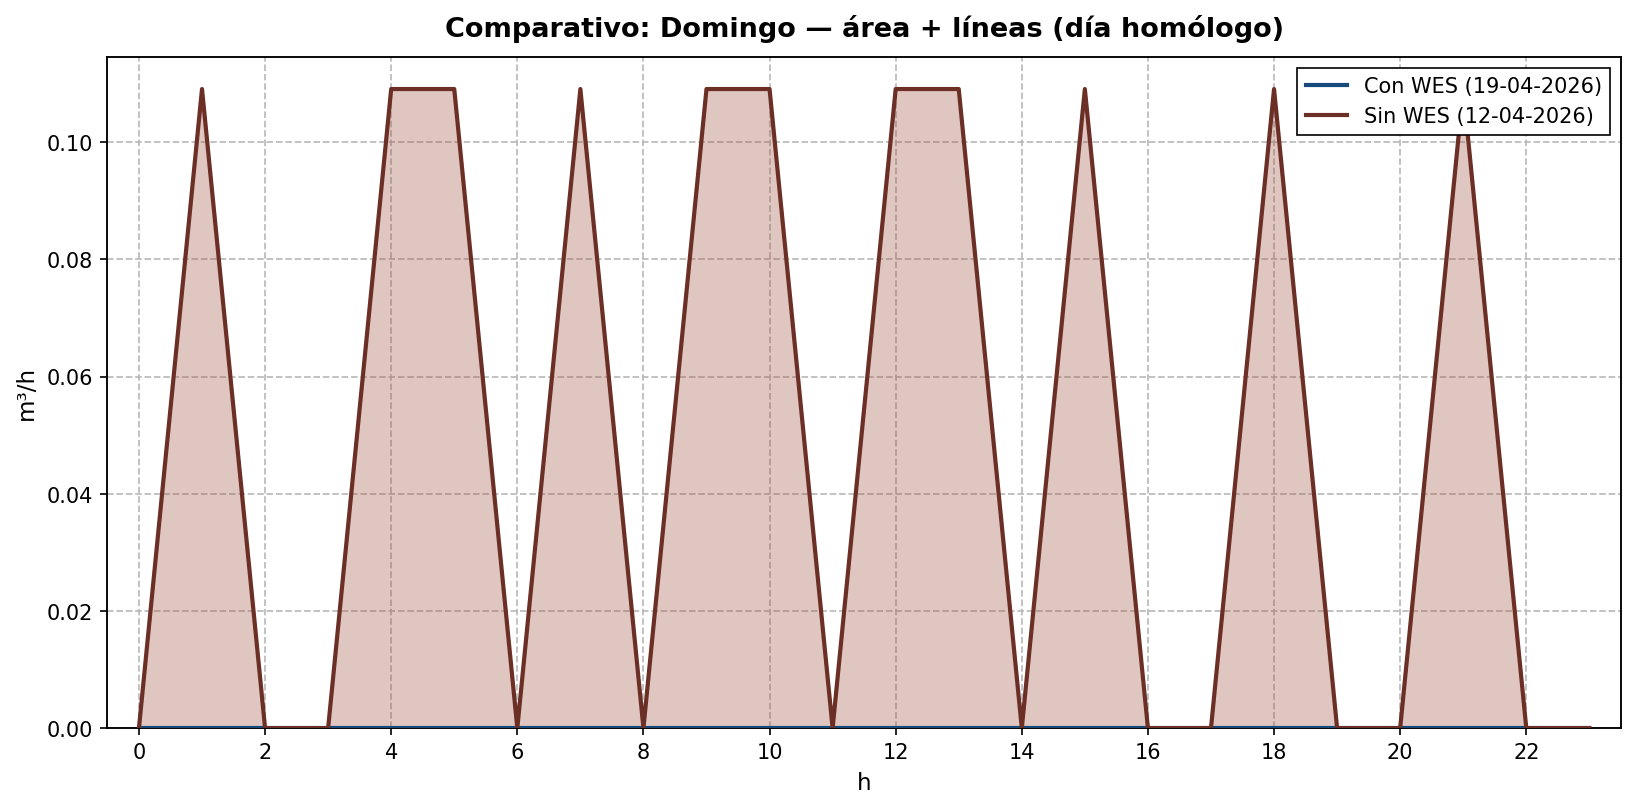 Comparativo: Domingo — área + líneas (día homólogo)
Con WES (19-04-2026)
Sin WES (12-04-2026)
m³/h
0.10
0.08
0.06
0.04
0.02
0.00
0 2 4 6 8 10 12 14 16 18 20 22
h